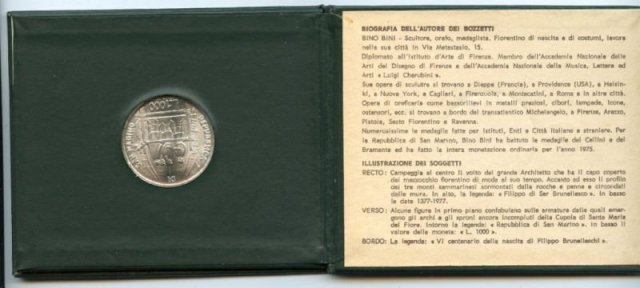 L. 1000
BIOGRAFIA DELL'AUTORE DEI BOZZETTI
BINO BINI - Scultore, orafo, medaglista. Fiorentino di nascita e di costumi, lavora
nella sua città in Via Metastasio, 15.
Diplomato all'Istituto d'Arte di Firenze. Membro dell'Accademia Nazionale delle
Arti del Disegno di Firenze e dell'Accademia Nazionale della Musica, Lettere ed
Arti « Luigi Cherubini ».
Sue opere di scultura si trovano a Dieppe (Francia), a Providence (USA), a Helsin-
ki, a Nuova York, a Cagliari, a Firenzuola, a Montecatini, a Roma e in altre città.
Opere di oreficeria come bassorilievi in metalli preziosi, cibori, lampade, icone,
ostensori, ecc. si trovano a bordo del transatlantico Michelangelo, a Firenze, Arezzo,
Pistoia, Sesto Fiorentino e Ravenna.
Numerosissime le medaglie fatte per Istituti, Enti e Città Italiane e straniere. Per
la Repubblica di San Marino, Bino Bini ha battuto le medaglie del Cellini e del
Bramante ed ha fatto la intera monetazione ordinaria per l'anno 1975.
ILLUSTRAZIONE DEI SOGGETTI
RECTO: Campeggia al centro il volto del grande Architetto che ha il capo coperto
dal mazzocchio fiorentino di moda al suo tempo. Accanto ad esso il profilo
dei tre monti sammarinesi sormontati dalla rocche a penne e circondati
dalle mura. In alto, la legenda: « Filippo di Ser Brunellesco ». In basso
le date 1377-1977.
VERSO: Alcune figure in primo piano confabulano sulle armature dalle quali emer-
gono gli archi e gli sproni ancora incompiuti della Cupola di Santa Maria
del Fiore. Intorno la legenda: « Repubblica di San Marino ». In basso il
valore della moneta: « L. 1000 ».
BORDO: La legenda: « VI centenario della nascita di Filippo Brunelleschi ».